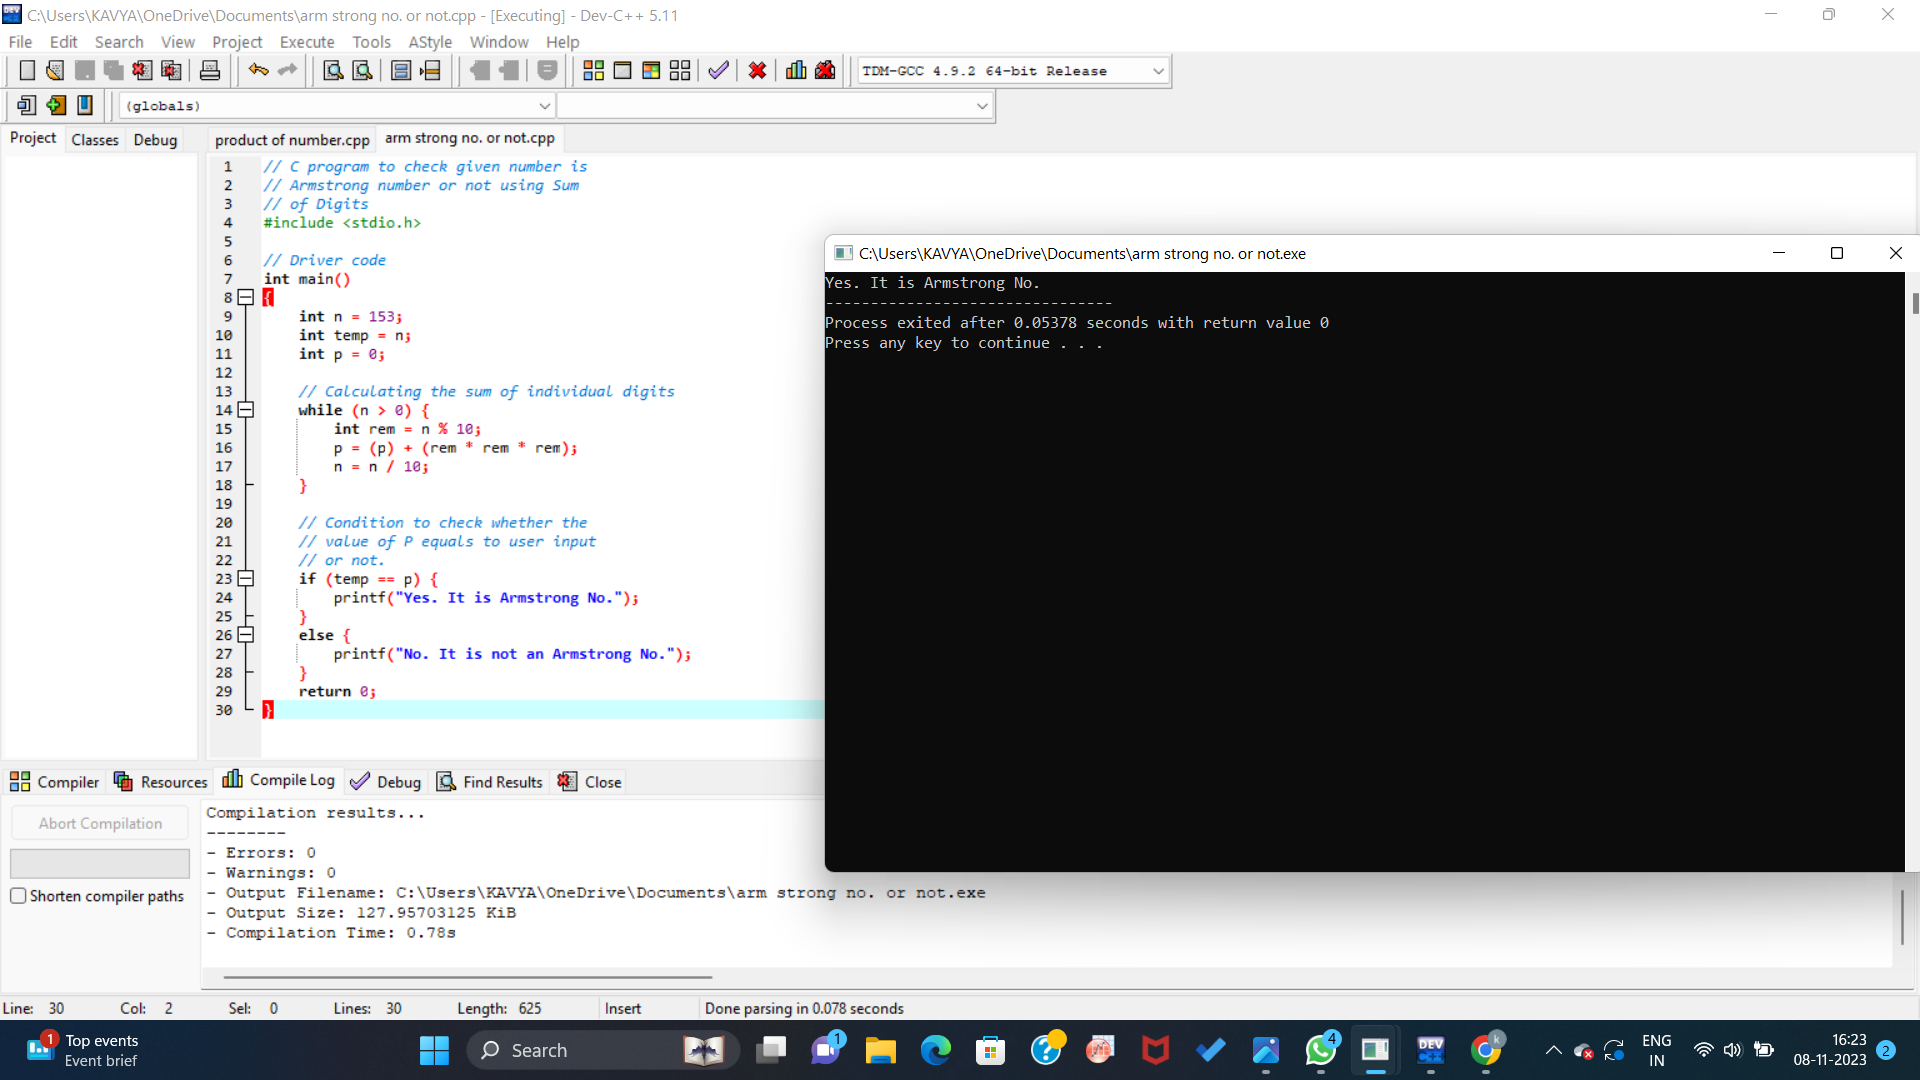 C:\Users\KAVYA\OneDrive\Documents\arm strong no. or not.cpp - [Executing] - Dev-C++ 5.11
File Edit Search View Project Execute Tools AStyle Window Help
TDM-GCC 4.9.2 64-bit Release
(globals)
Project Classes Debug
product of number.cpp arm strong no. or not.cpp
1 // C program to check given number is
2 // Armstrong number or not using Sum
3 // of Digits
4 #include <stdio.h>
5
6 // Driver code
7 int main()
8 {
9 int n = 153;
10 int temp = n;
11 int p = 0;
12
13 // Calculating the sum of individual digits
14 while (n > 0) {
15 int rem = n % 10;
16 p = (p) + (rem * rem * rem);
17 n = n / 10;
18 }
19
20 // Condition to check whether the
21 // value of P equals to user input
22 // or not.
23 if (temp == p) {
24 printf("Yes. It is Armstrong No.");
25 }
26 else {
27 printf("No. It is not an Armstrong No.");
28 }
29 return 0;
30 }
C:\Users\KAVYA\OneDrive\Documents\arm strong no. or not.exe
Yes. It is Armstrong No.
--------------------------------
Process exited after 0.05378 seconds with return value 0
Press any key to continue . . .
Compiler Resources Compile Log Debug Find Results Close
Abort Compilation
Shorten compiler paths
Compilation results...
--------
- Errors: 0
- Warnings: 0
- Output Filename: C:\Users\KAVYA\OneDrive\Documents\arm strong no. or not.exe
- Output Size: 127.95703125 KiB
- Compilation Time: 0.78s
Line: 30 Col: 2 Sel: 0 Lines: 30 Length: 625 Insert Done parsing in 0.078 seconds
1
Top events
Event brief
Search
1
4
DEV
k
ENG
IN
16:23
08-11-2023
2